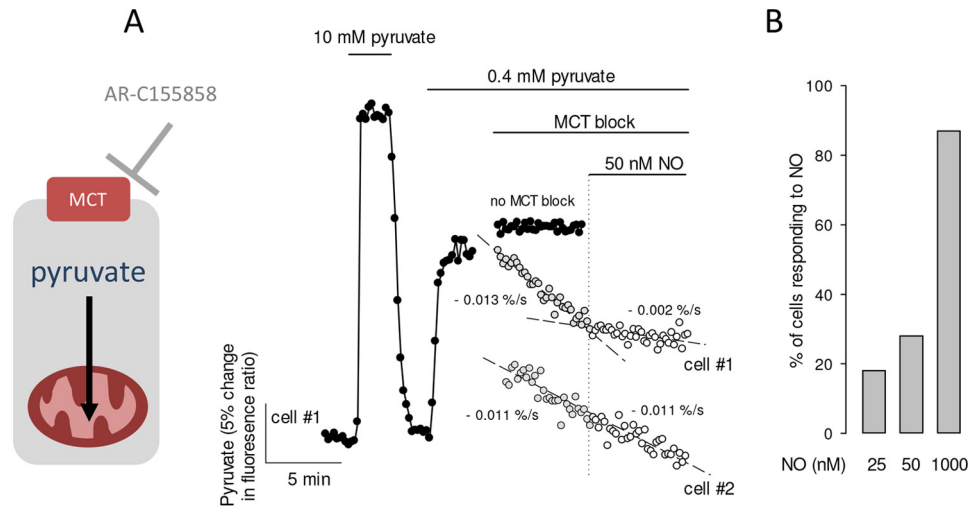 A
B
AR-C155858
MCT
pyruvate
10 mM pyruvate
0.4 mM pyruvate
MCT block
50 nM NO
no MCT block
- 0.013 %/s
- 0.002 %/s
cell #1
- 0.011 %/s
- 0.011 %/s
cell #2
cell #1
5 min
Pyruvate (5% change
in fluoresence ratio)
% of cells responding to NO
100
80
60
40
20
0
NO (nM) 25 50 1000